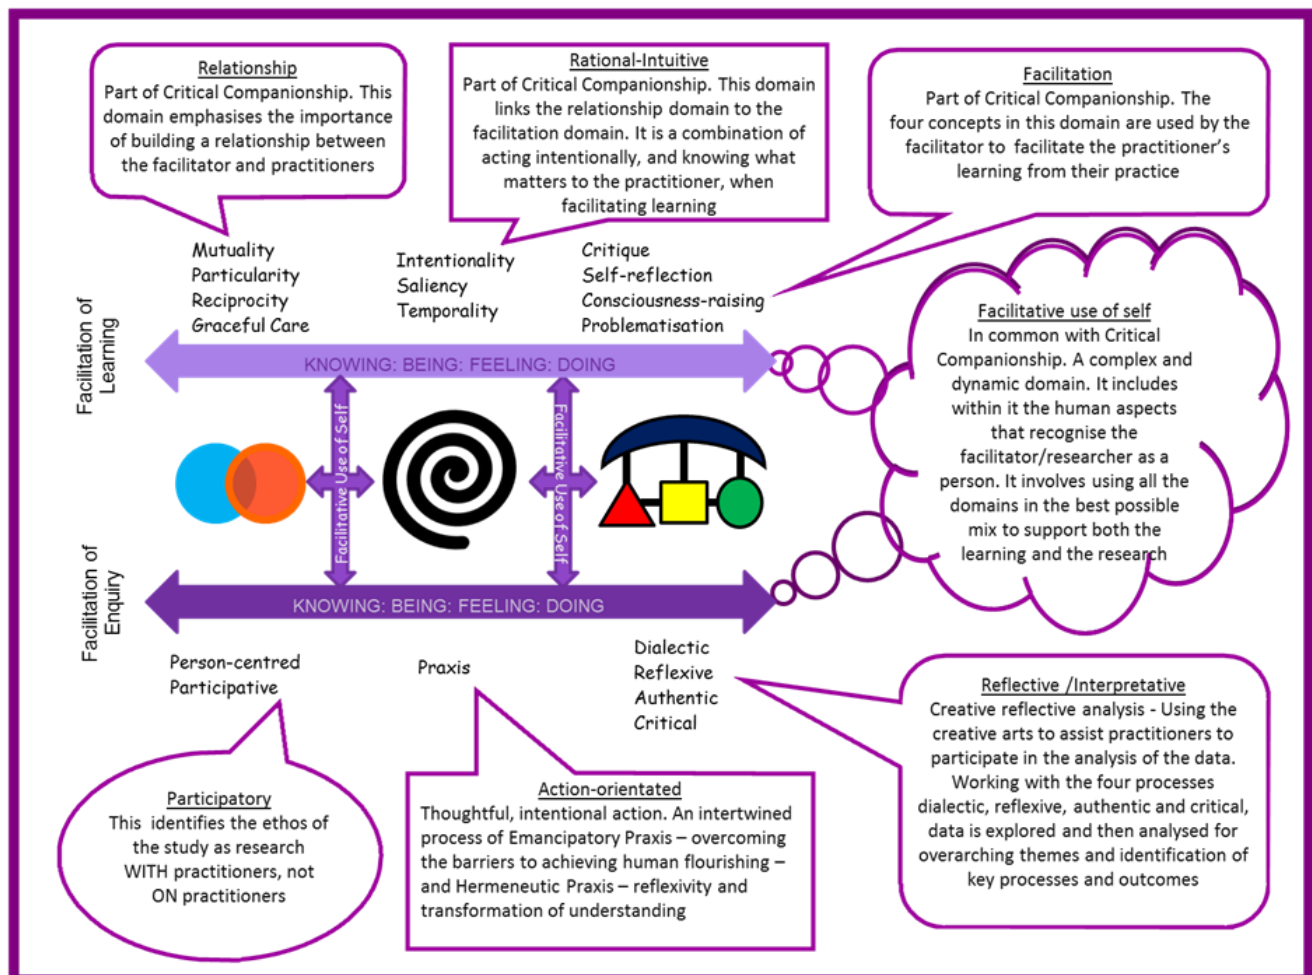 Relationship
Part of Critical Companionship. This
domain emphasises the importance
of building a relationship between
the facilitator and practitioners
Rational-Intuitive
Part of Critical Companionship. This domain
links the relationship domain to the
facilitation domain. It is a combination of
acting intentionally, and knowing what
matters to the practitioner, when
facilitating learning
Facilitation
Part of Critical Companionship. The
four concepts in this domain are used by the
facilitator to facilitate the practitioner's
learning from their practice
Mutuality
Particularity
Reciprocity
Graceful Care
Intentionality
Saliency
Temporality
Critique
Self-reflection
Consciousness-raising
Problematisation
Facilitation of
Learning
KNOWING: BEING: FEELING: DOING
Facilitative Use of Self
Facilitative Use of Self
Facilitative use of self
In common with Critical
Companionship. A complex and
dynamic domain. It includes
within it the human aspects
that recognise the
facilitator/researcher as a
person. It involves using all the
domains in the best possible
mix to support both the
learning and the research
Facilitation of
Enquiry
KNOWING: BEING: FEELING: DOING
Person-centred
Participative
Praxis
Dialectic
Reflexive
Authentic
Critical
Participatory
This identifies the ethos of
the study as research
WITH practitioners, not
ON practitioners
Action-orientated
Thoughtful, intentional action. An intertwined
process of Emancipatory Praxis – overcoming
the barriers to achieving human flourishing –
and Hermeneutic Praxis – reflexivity and
transformation of understanding
Reflective /Interpretative
Creative reflective analysis - Using the
creative arts to assist practitioners to
participate in the analysis of the data.
Working with the four processes
dialectic, reflexive, authentic and critical,
data is explored and then analysed for
overarching themes and identification of
key processes and outcomes